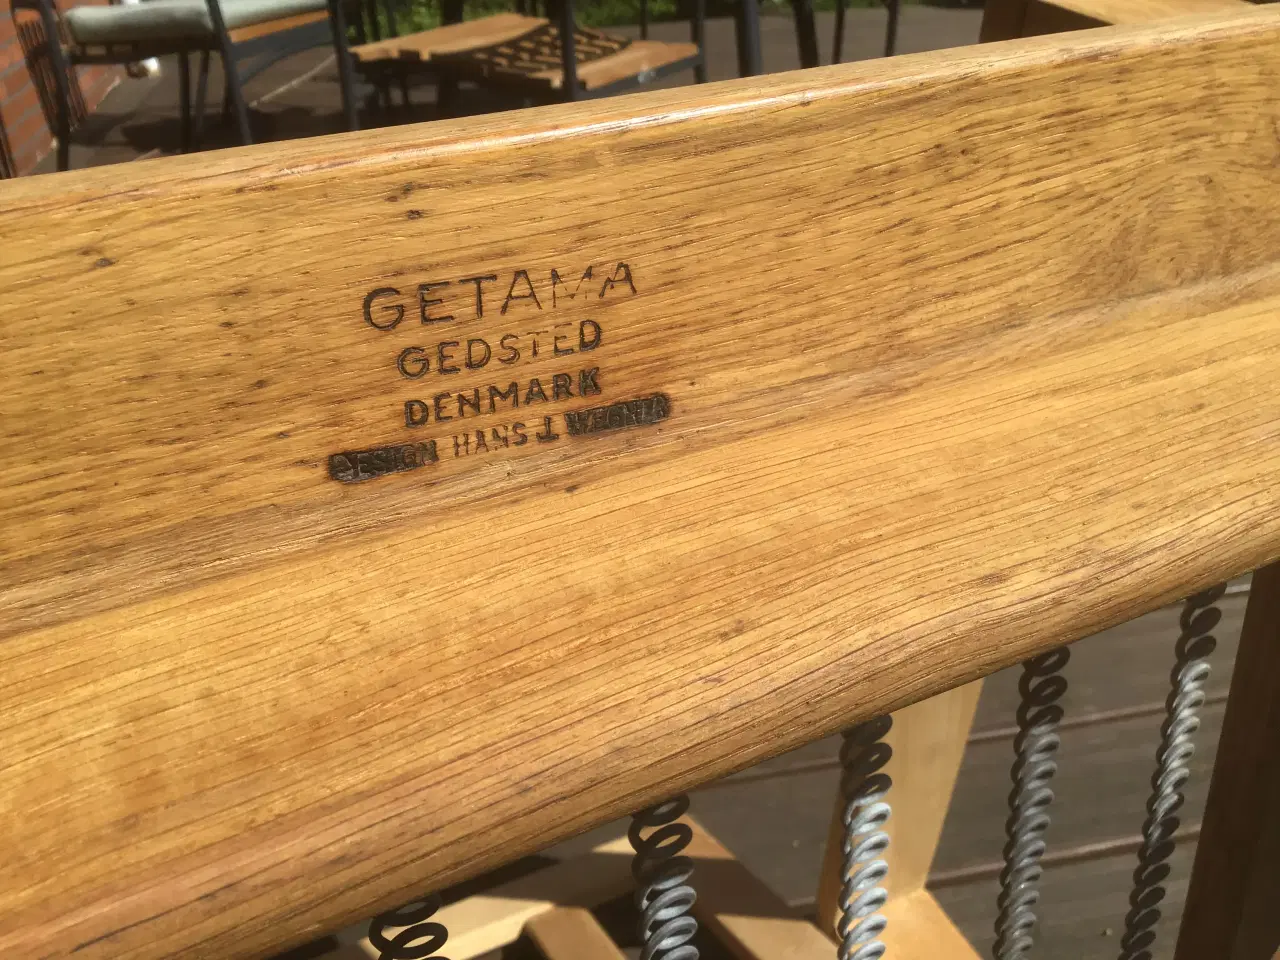 GETAMA
GEDSTED
DENMARK
DESIGN HANS J. WEGNER